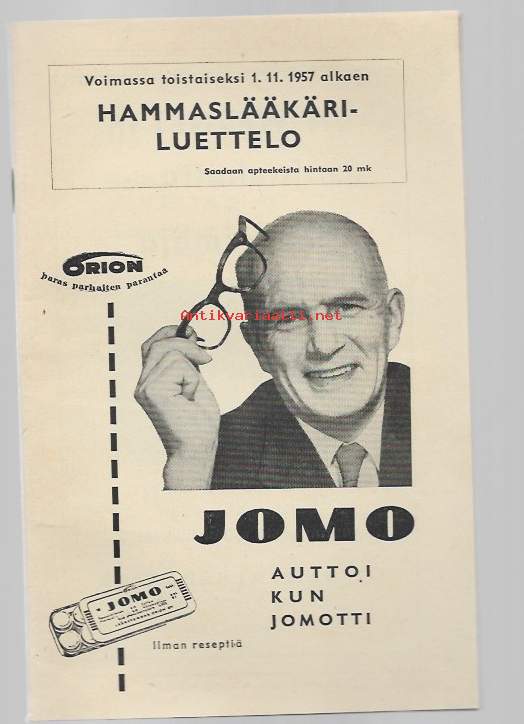 Voimassa toistaiseksi 1. 11. 1957 alkaen
HAMMASLÄÄKÄRI-
LUETTELO
Saadaan apteekeista hintaan 20 mk
ORION
paras parhaiten parantaa
Antikvariaatti.net
JOMO
AUTTOI
KUN
JOMOTTI
JOMO
Ilman reseptiä